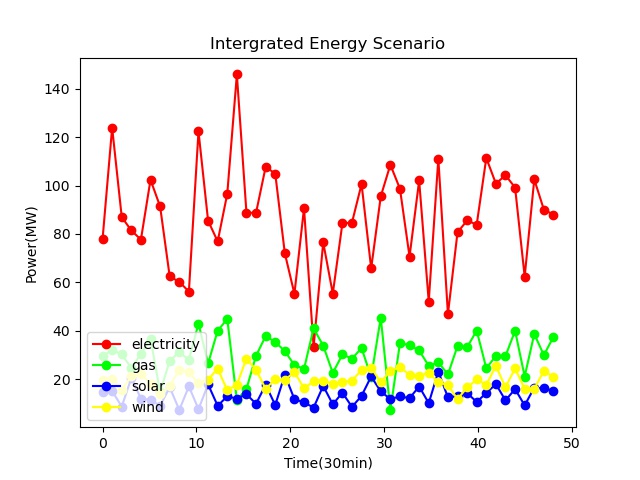 Intergrated Energy Scenario
Power(MW)
140
120
100
80
60
40
20
electricity
gas
solar
wind
0 10 20 30 40 50
Time(30min)